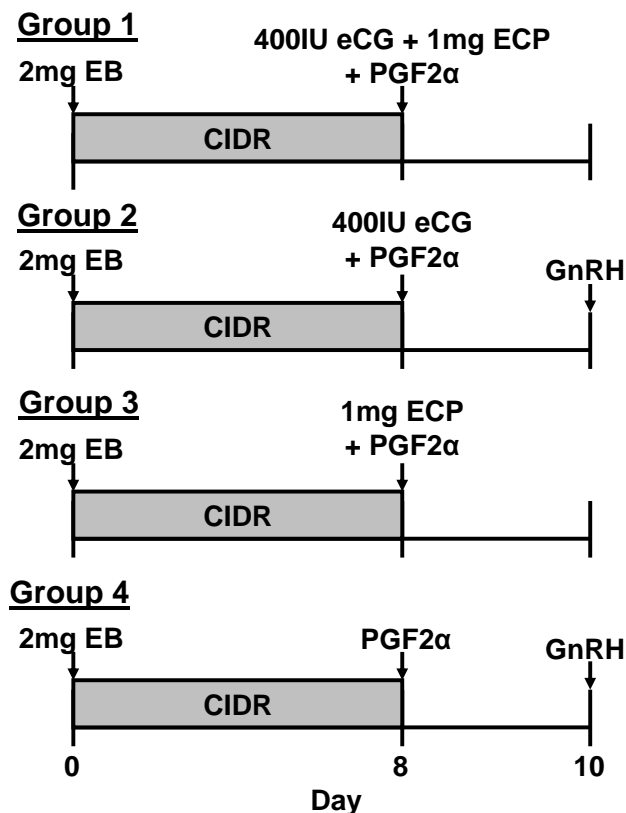 Group 1
400IU eCG + 1mg ECP
2mg EB
+ PGF2α
CIDR
Group 2
400IU eCG
2mg EB
+ PGF2α
GnRH
CIDR
Group 3
1mg ECP
2mg EB
+ PGF2α
CIDR
Group 4
2mg EB
PGF2α
GnRH
CIDR
0
8
10
Day